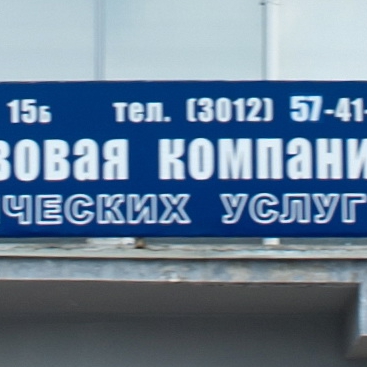 15Б тел. (3012) 57-41-
зовая компани
ческих услуг